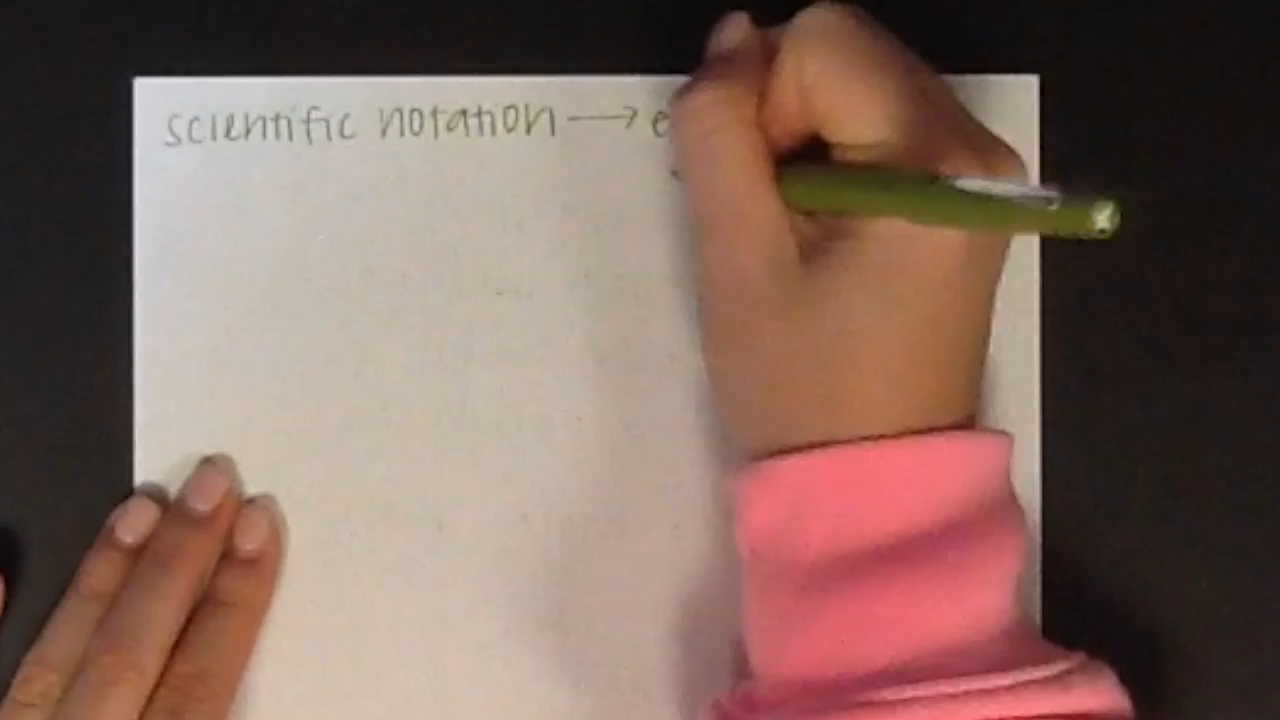 scientific notation → e